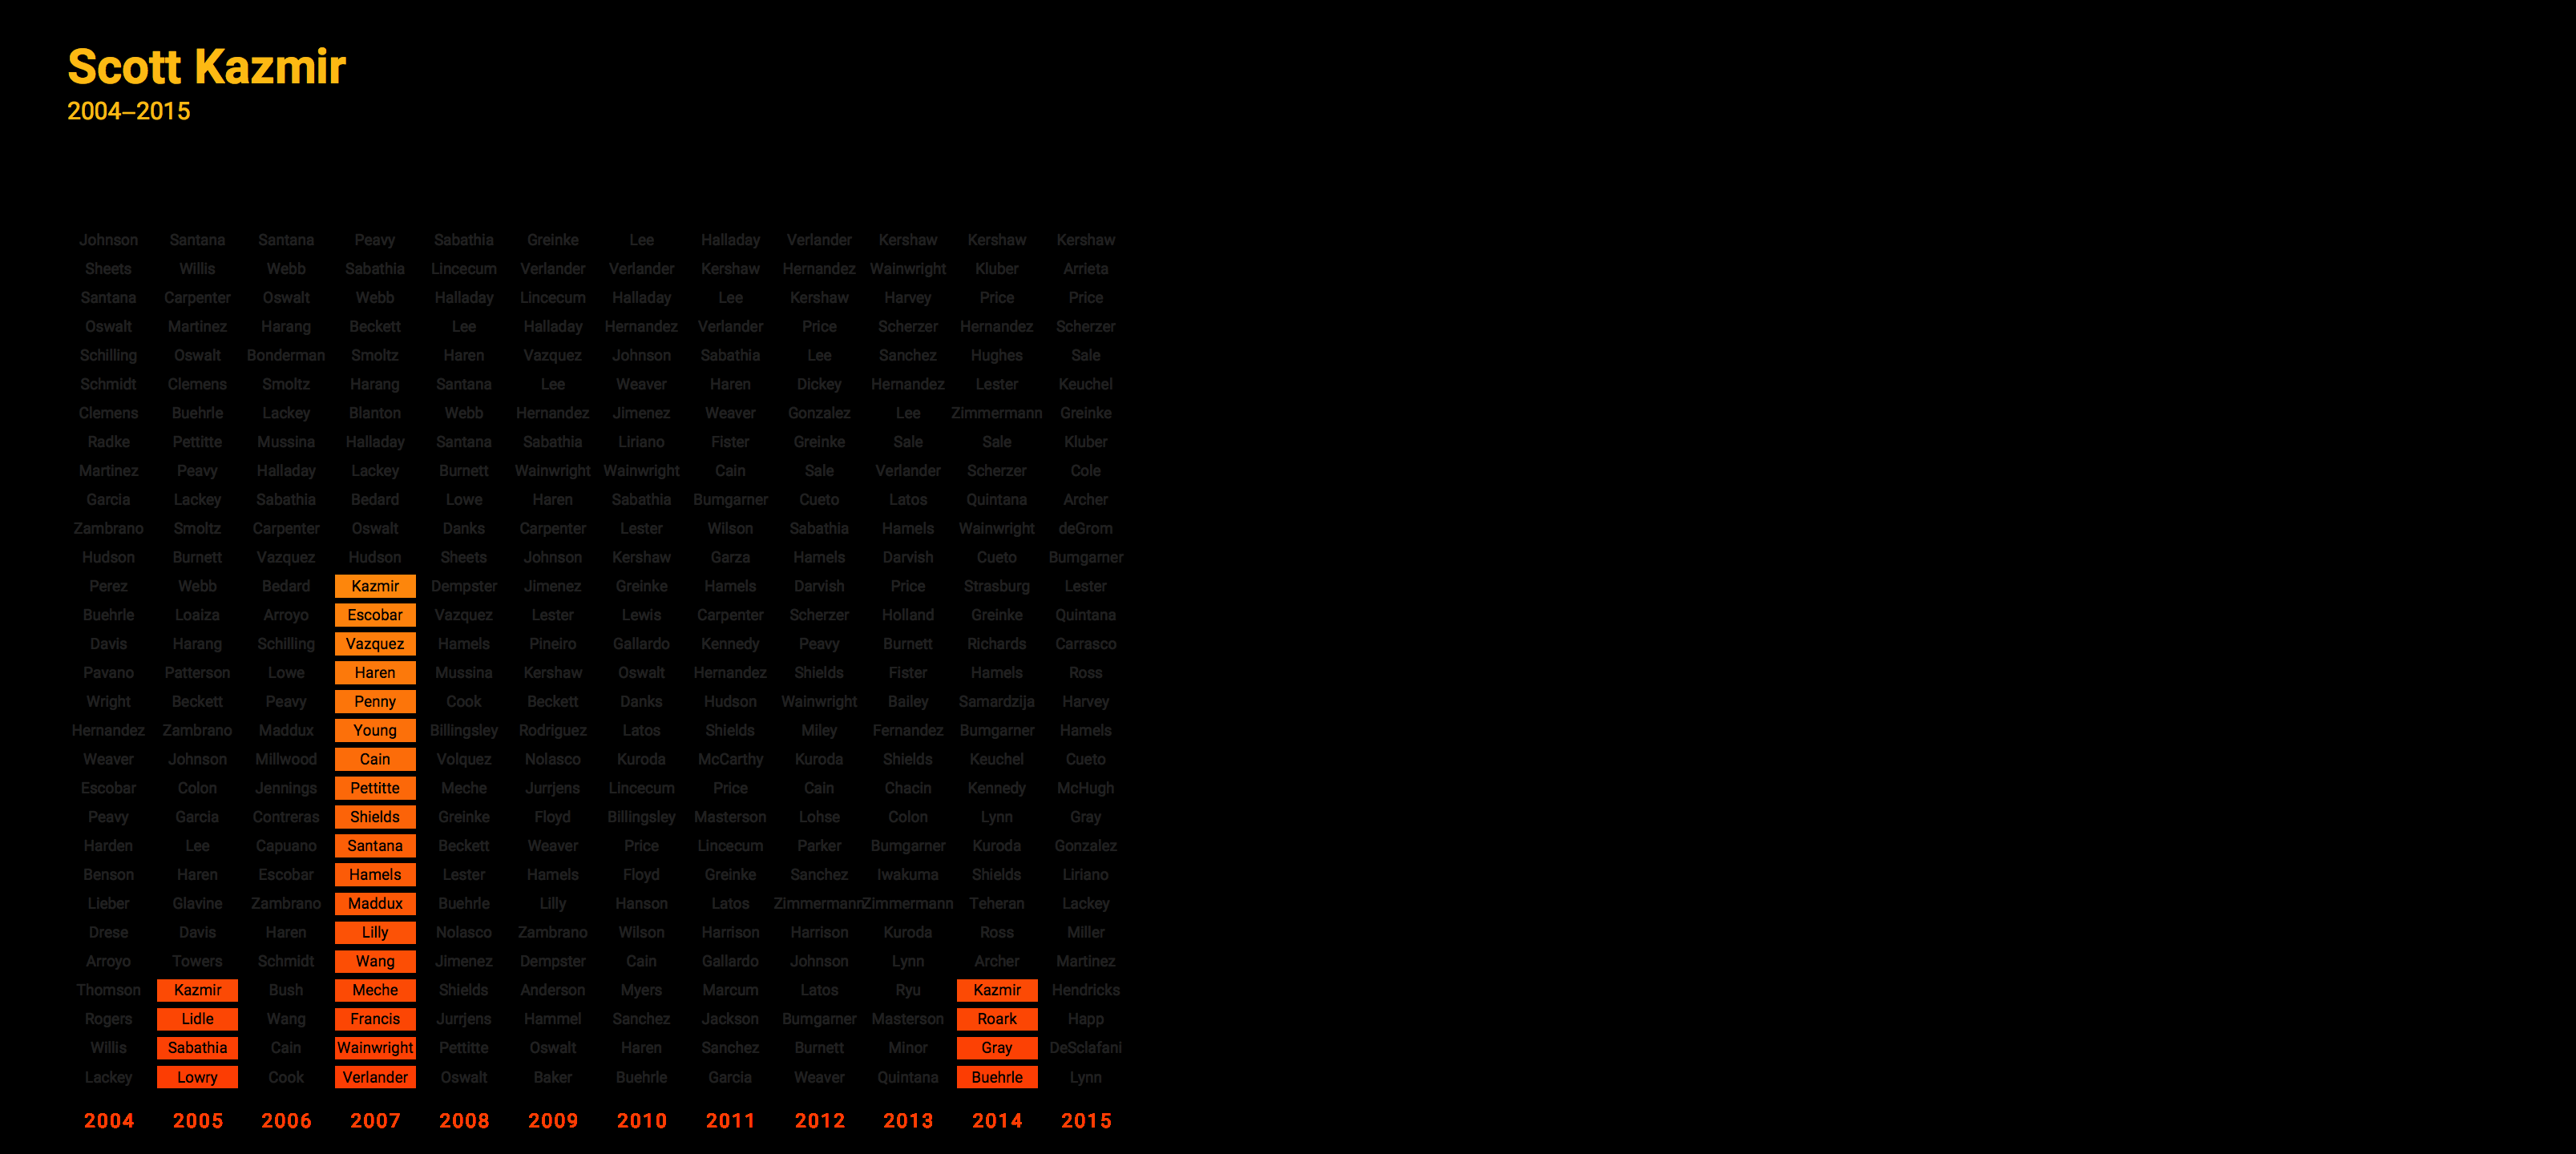 Scott Kazmir
2004–2015
Johnson Santana Santana Peavy Sabathia Greinke Lee Halladay Verlander Kershaw Kershaw Kershaw
Sheets Willis Webb Sabathia Lincecum Verlander Verlander Kershaw Hernandez Wainwright Kluber Arrieta
Santana Carpenter Oswalt Webb Halladay Lincecum Halladay Lee Kershaw Harvey Price Price
Oswalt Martinez Harang Beckett Lee Halladay Hernandez Verlander Price Scherzer Hernandez Scherzer
Schilling Oswalt Bonderman Smoltz Haren Vazquez Johnson Sabathia Lee Sanchez Hughes Sale
Schmidt Clemens Smoltz Harang Santana Lee Weaver Haren Dickey Hernandez Lester Keuchel
Clemens Buehrle Lackey Blanton Webb Hernandez Jimenez Weaver Gonzalez Lee Zimmermann Greinke
Radke Pettitte Mussina Halladay Santana Sabathia Liriano Fister Greinke Sale Sale Kluber
Martinez Peavy Halladay Lackey Burnett Wainwright Wainwright Cain Sale Verlander Scherzer Cole
Garcia Lackey Sabathia Bedard Lowe Haren Sabathia Bumgarner Cueto Latos Quintana Archer
Zambrano Smoltz Carpenter Oswalt Danks Carpenter Lester Wilson Sabathia Hamels Wainwright deGrom
Hudson Burnett Vazquez Hudson Sheets Johnson Kershaw Garza Hamels Darvish Cueto Bumgarner
Perez Webb Bedard Kazmir Dempster Jimenez Greinke Hamels Darvish Price Strasburg Lester
Buehrle Loaiza Arroyo Escobar Vazquez Lester Lewis Carpenter Scherzer Holland Greinke Quintana
Davis Harang Schilling Vazquez Hamels Pineiro Gallardo Kennedy Peavy Burnett Richards Carrasco
Pavano Patterson Lowe Haren Mussina Kershaw Oswalt Hernandez Shields Fister Hamels Ross
Wright Beckett Peavy Penny Cook Beckett Danks Hudson Wainwright Bailey Samardzija Harvey
Hernandez Zambrano Maddux Young Billingsley Rodriguez Latos Shields Miley Fernandez Bumgarner Hamels
Weaver Johnson Millwood Cain Volquez Nolasco Kuroda McCarthy Kuroda Shields Keuchel Cueto
Escobar Colon Jennings Pettitte Meche Jurrjens Lincecum Price Cain Chacin Kennedy McHugh
Peavy Garcia Contreras Shields Greinke Floyd Billingsley Masterson Lohse Colon Lynn Gray
Harden Lee Capuano Santana Beckett Weaver Price Lincecum Parker Bumgarner Kuroda Gonzalez
Benson Haren Escobar Hamels Lester Hamels Floyd Greinke Sanchez Iwakuma Shields Liriano
Lieber Glavine Zambrano Maddux Buehrle Lilly Hanson Latos Zimmermann Zimmermann Teheran Lackey
Drese Davis Haren Lilly Nolasco Zambrano Wilson Harrison Harrison Kuroda Ross Miller
Arroyo Towers Schmidt Wang Jimenez Dempster Cain Gallardo Johnson Lynn Archer Martinez
Thomson Kazmir Bush Meche Shields Anderson Myers Marcum Latos Ryu Kazmir Hendricks
Rogers Lidle Wang Francis Jurrjens Hammel Sanchez Jackson Bumgarner Masterson Roark Happ
Willis Sabathia Cain Wainwright Pettitte Oswalt Haren Sanchez Burnett Minor Gray DeSclafani
Lackey Lowry Cook Verlander Oswalt Baker Buehrle Garcia Weaver Quintana Buehrle Lynn
2004 2005 2006 2007 2008 2009 2010 2011 2012 2013 2014 2015